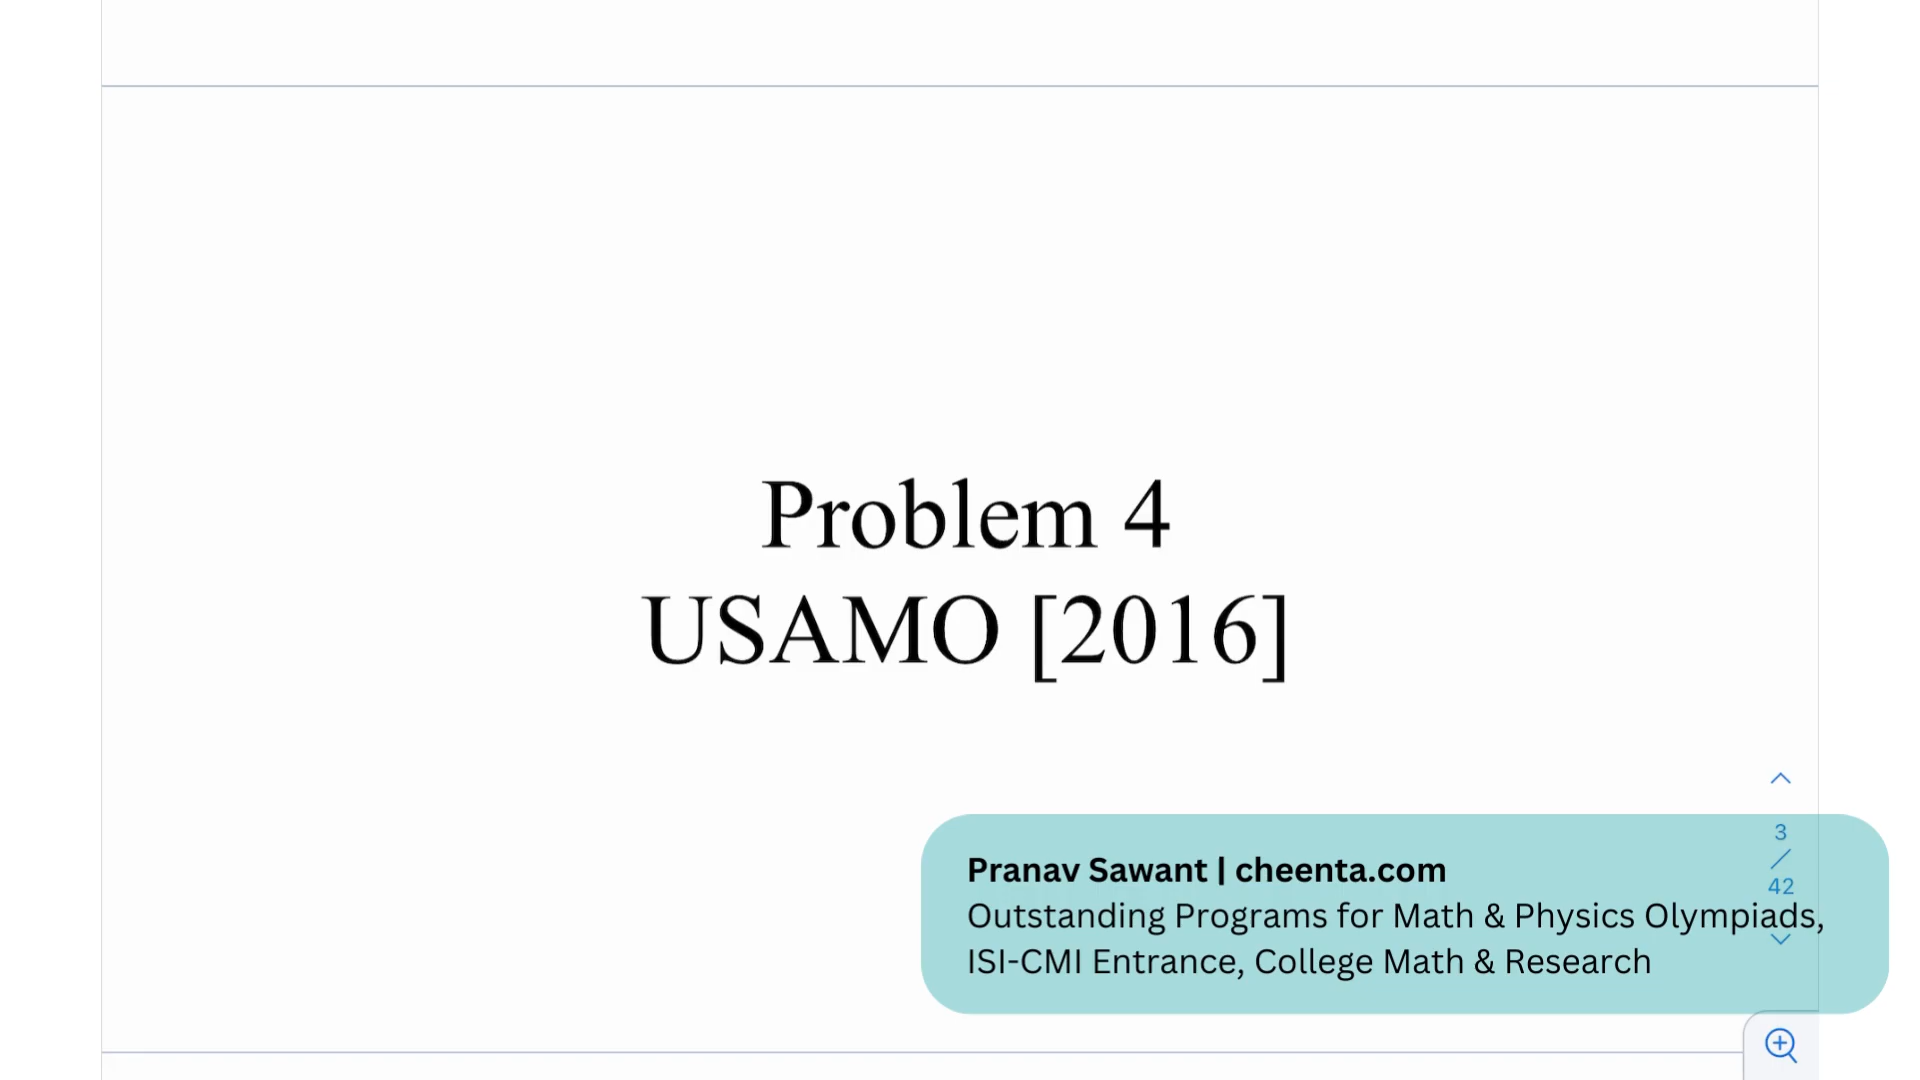 Problem 4
USAMO [2016]
3
/
42
Pranav Sawant | cheenta.com
Outstanding Programs for Math & Physics Olympiads,
ISI-CMI Entrance, College Math & Research